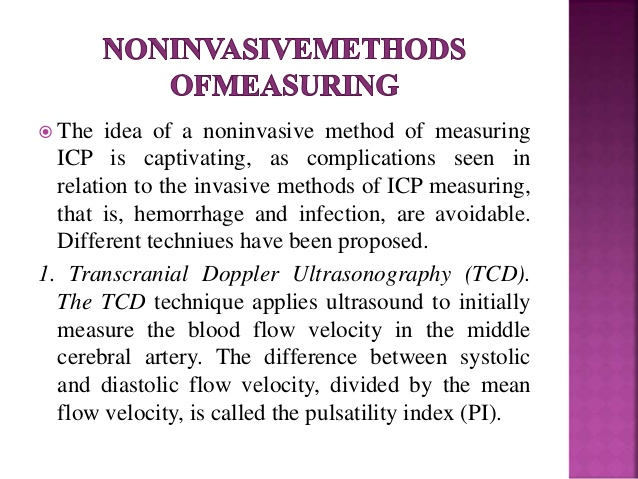 NONINVASIVEMETHODS
OFMEASURING
The idea of a noninvasive method of measuring
ICP is captivating, as complications seen in
relation to the invasive methods of ICP measuring,
that is, hemorrhage and infection, are avoidable.
Different techniues have been proposed.
1. Transcranial Doppler Ultrasonography (TCD).
The TCD technique applies ultrasound to initially
measure the blood flow velocity in the middle
cerebral artery. The difference between systolic
and diastolic flow velocity, divided by the mean
flow velocity, is called the pulsatility index (PI).